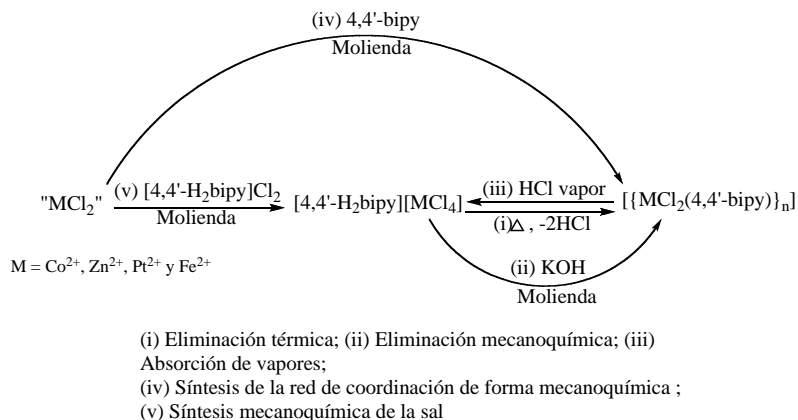 (iv) 4,4'-bipy
Molienda
"MCl₂" (v) [4,4'-H₂bipy]Cl₂ [4,4'-H₂bipy][MCl₄] (iii) HCl vapor [{MCl₂(4,4'-bipy)}ₙ]
Molienda (i)△ , -2HCl
M = Co²⁺, Zn²⁺, Pt²⁺ y Fe²⁺ (ii) KOH
Molienda
(i) Eliminación térmica; (ii) Eliminación mecanoquímica; (iii)
Absorción de vapores;
(iv) Síntesis de la red de coordinación de forma mecanoquímica ;
(v) Síntesis mecanoquímica de la sal